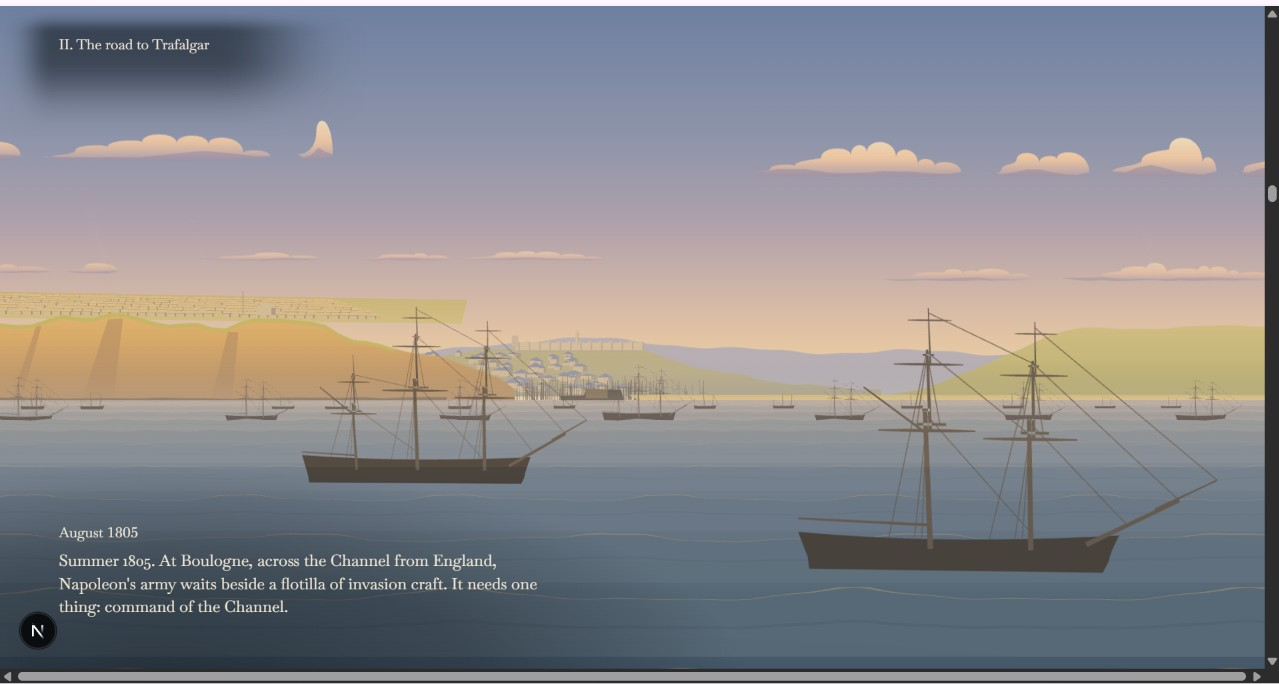 II. The road to Trafalgar
August 1805
Summer 1805. At Boulogne, across the Channel from England,
Napoleon's army waits beside a flotilla of invasion craft. It needs one
thing: command of the Channel.
N